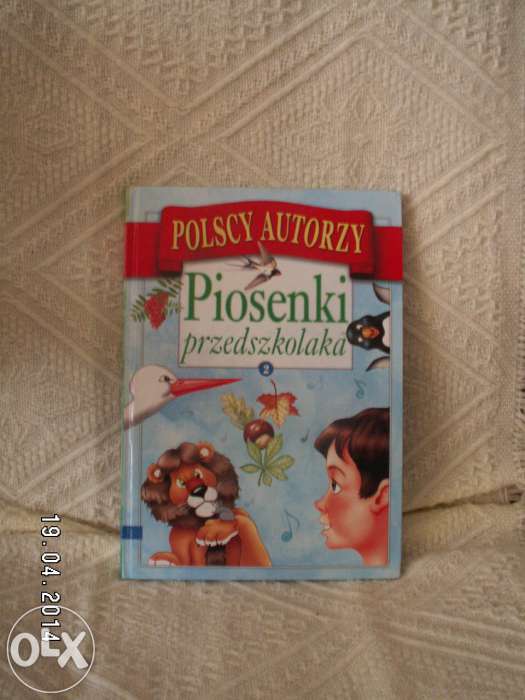 POLSCY AUTORZY
Piosenki
przedszkolaka
2
19.04.2014
OLX